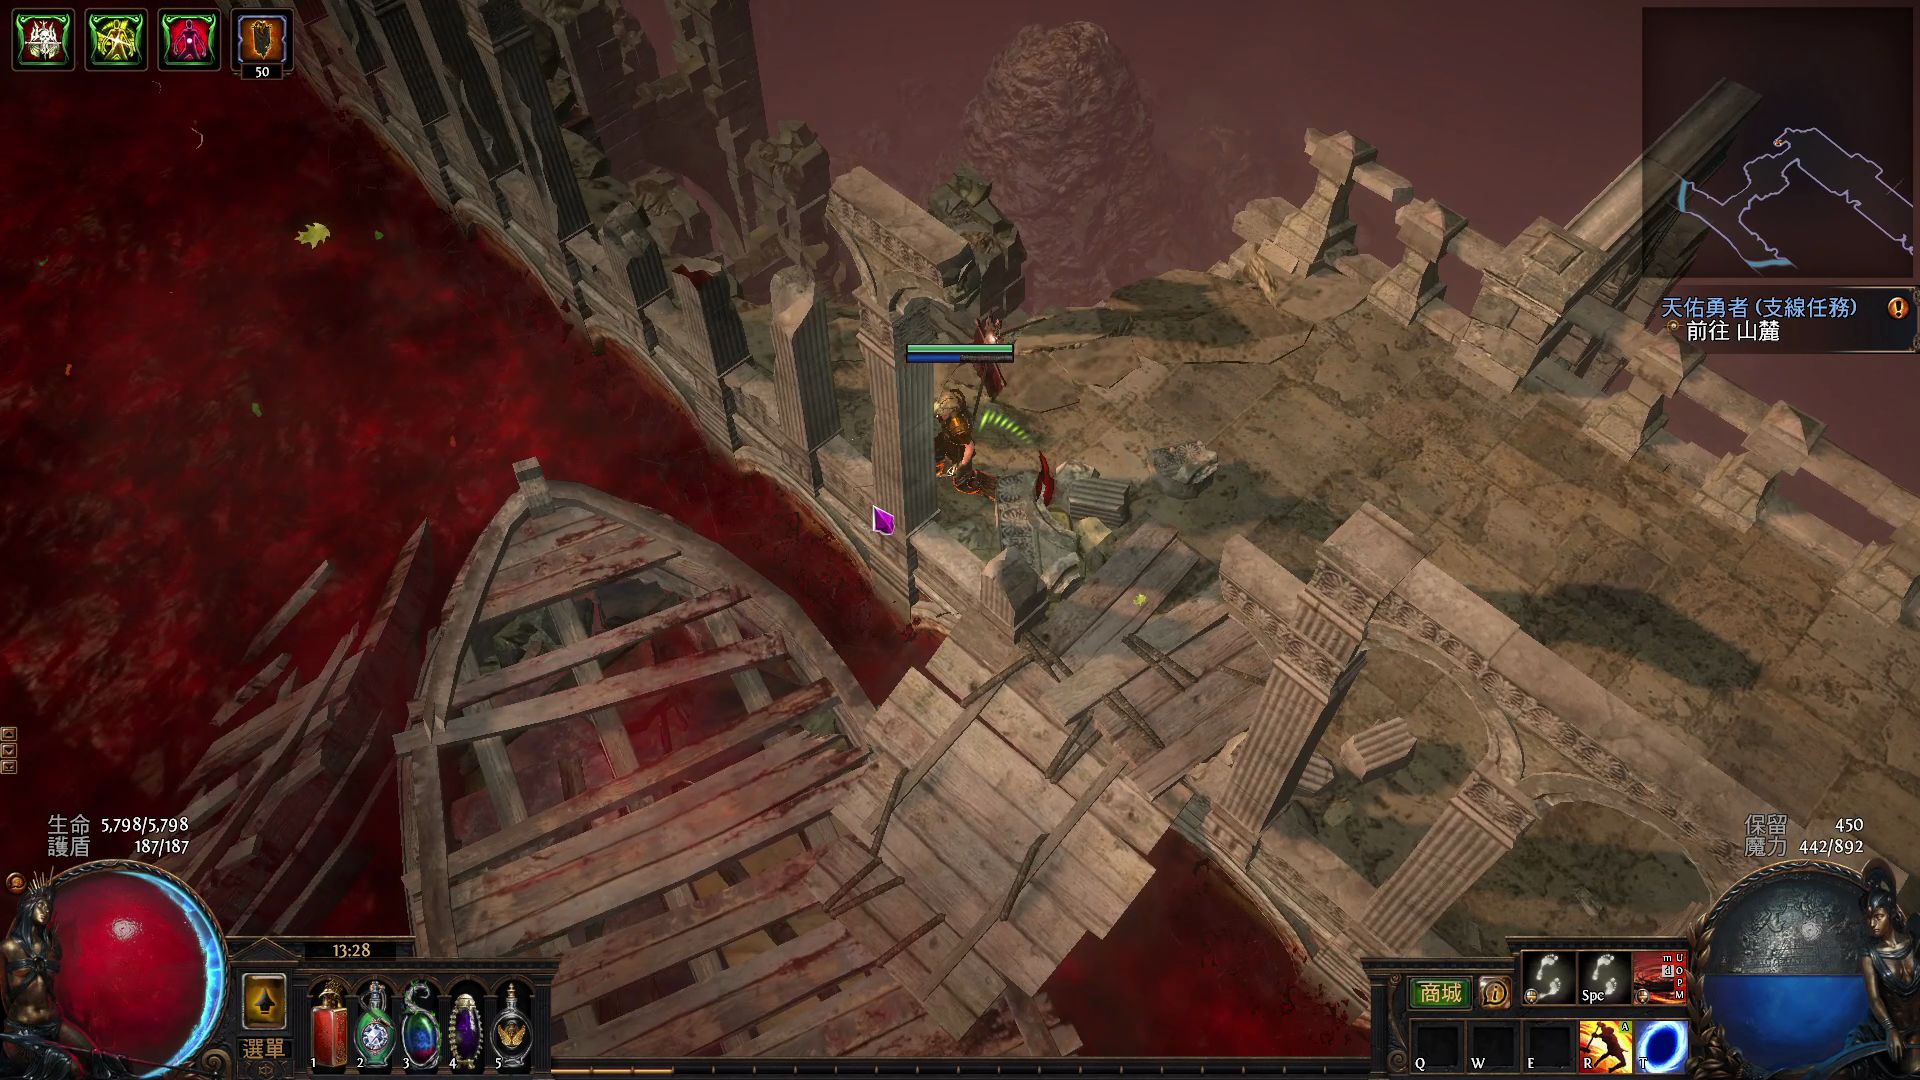 50
天佑勇者 (支線任務)
前往 山麓
生命 5,798/5,798
護盾 187/187
保留 450
魔力 442/892
13:28
選單
1 2 3 4 5
商城
Spc
m U
d O
P
M
Q W E R A T